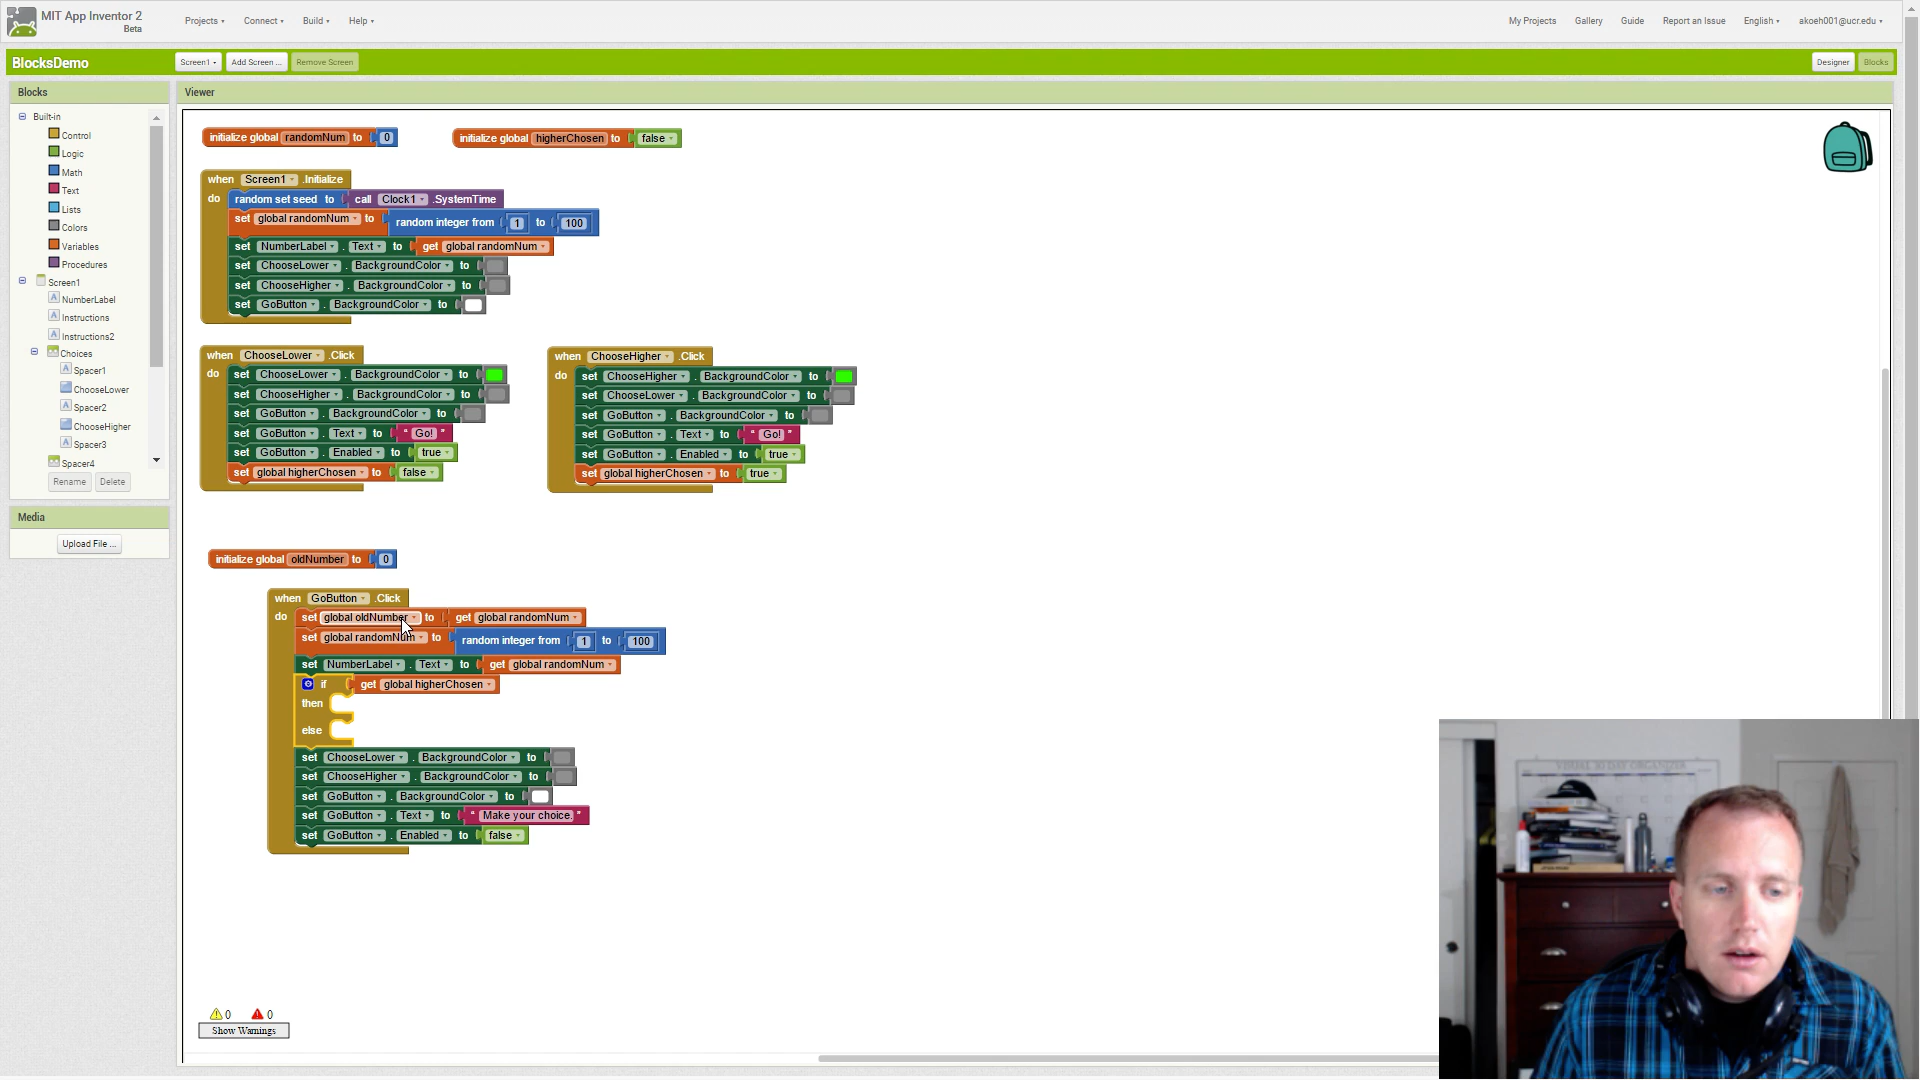 MIT App Inventor 2
Beta
Projects Connect Build Help
My Projects Gallery Guide Report an Issue English akoeh001@ucr.edu
BlocksDemo
Screen1 Add Screen ... Remove Screen
Designer Blocks
Blocks
Viewer
Built-in
Control
Logic
Math
Text
Lists
Colors
Variables
Procedures
Screen1
NumberLabel
Instructions
Instructions2
Choices
Spacer1
ChooseLower
Spacer2
ChooseHigher
Spacer3
Spacer4
Rename Delete
Media
Upload File ...
initialize global randomNum to 0
initialize global higherChosen to false
when Screen1 .Initialize
do random set seed to call Clock1 .SystemTime
set global randomNum to random integer from 1 to 100
set NumberLabel . Text to get global randomNum
set ChooseLower . BackgroundColor to
set ChooseHigher . BackgroundColor to
set GoButton . BackgroundColor to
when ChooseLower .Click
do set ChooseLower . BackgroundColor to
set ChooseHigher . BackgroundColor to
set GoButton . BackgroundColor to
set GoButton . Text to " Go! "
set GoButton . Enabled to true
set global higherChosen to false
when ChooseHigher .Click
do set ChooseHigher . BackgroundColor to
set ChooseLower . BackgroundColor to
set GoButton . BackgroundColor to
set GoButton . Text to " Go! "
set GoButton . Enabled to true
set global higherChosen to true
initialize global oldNumber to 0
when GoButton .Click
do set global oldNumber to get global randomNum
set global randomNum to random integer from 1 to 100
set NumberLabel . Text to get global randomNum
if get global higherChosen
then
else
set ChooseLower . BackgroundColor to
set ChooseHigher . BackgroundColor to
set GoButton . BackgroundColor to
set GoButton . Text to " Make your choice. "
set GoButton . Enabled to false
0 0
Show Warnings
VISUAL 30 DAY ORGANIZER